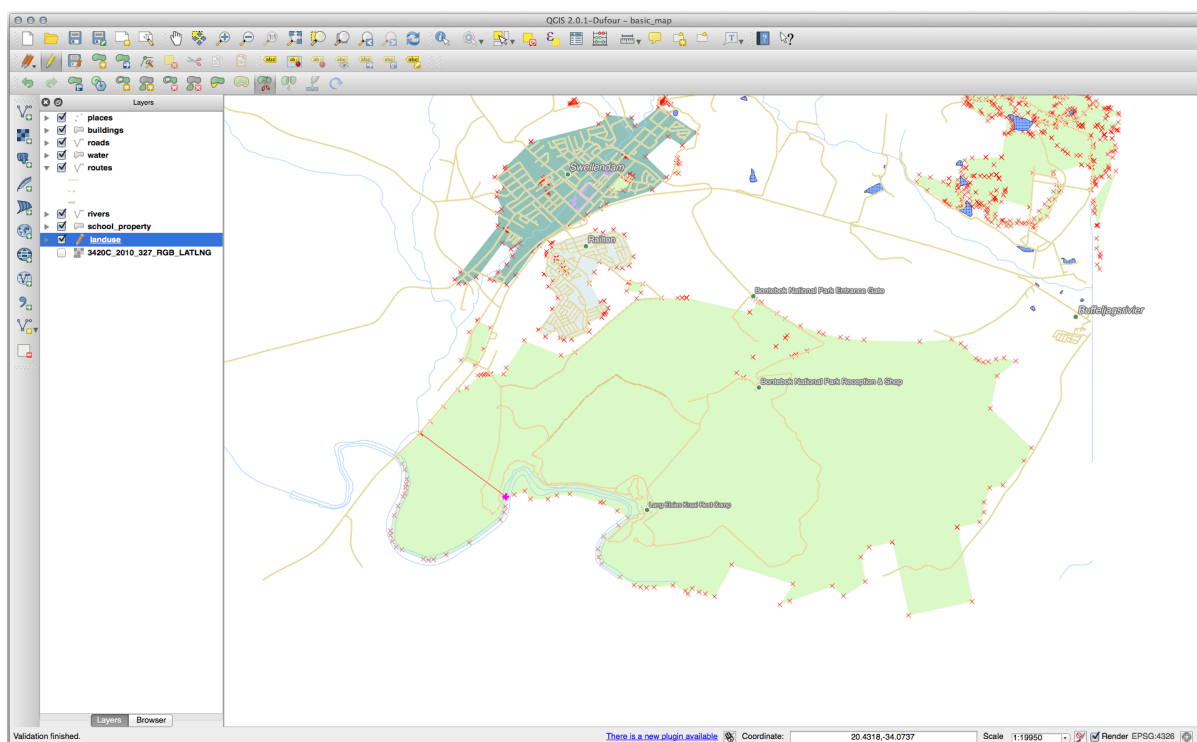 QGIS 2.0.1-Dufour – basic_map
Layers
places
buildings
roads
water
routes
rivers
school_property
landuse
3420C_2010_327_RGB_LATLNG
Swellendam
Railton
Bontebok National Park Entrance Gate
Buffeljagsrivier
Bontebok National Park Reception & Shop
Lang Elsies Kraal Rest Camp
Layers Browser
Validation finished. There is a new plugin available Coordinate: 20.4318,-34.0737 Scale 1:19950 Render EPSG:4326